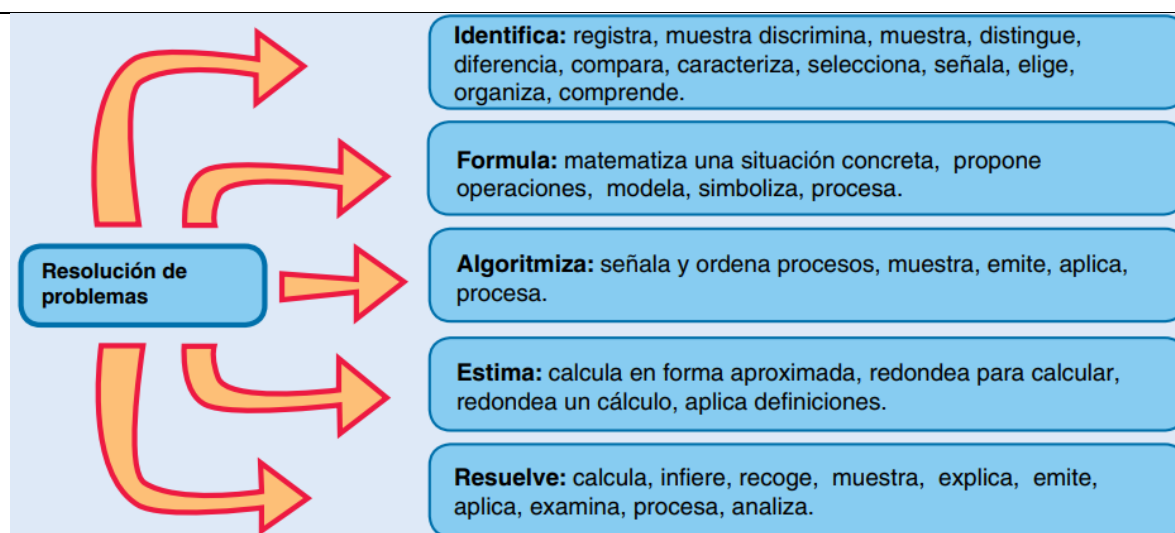 Identifica: registra, muestra discrimina, muestra, distingue,
diferencia, compara, caracteriza, selecciona, señala, elige,
organiza, comprende.
Formula: matematiza una situación concreta, propone
operaciones, modela, simboliza, procesa.
Resolución de
problemas
Algoritmiza: señala y ordena procesos, muestra, emite, aplica,
procesa.
Estima: calcula en forma aproximada, redondea para calcular,
redondea un cálculo, aplica definiciones.
Resuelve: calcula, infiere, recoge, muestra, explica, emite,
aplica, examina, procesa, analiza.